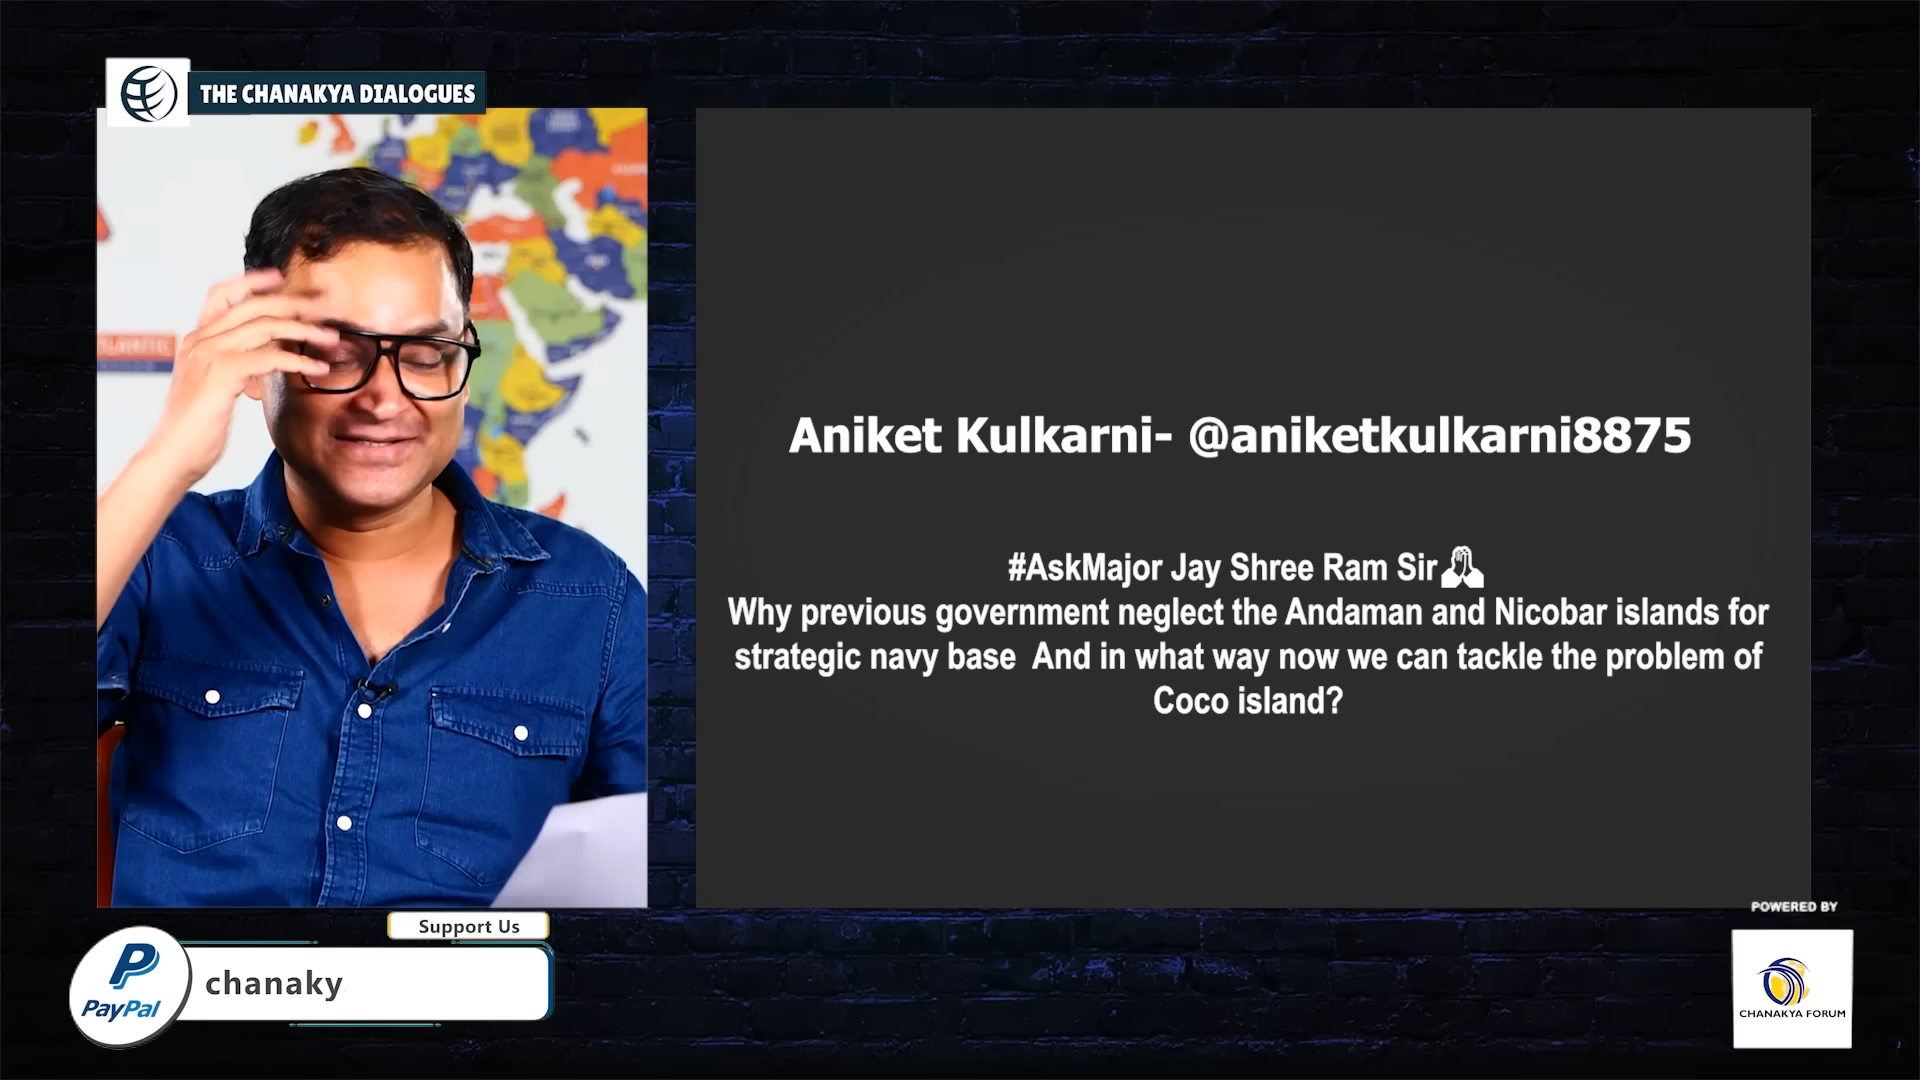 THE CHANAKYA DIALOGUES
Aniket Kulkarni- @aniketkulkarni8875
#AskMajor Jay Shree Ram Sir🙏
Why previous government neglect the Andaman and Nicobar islands for
strategic navy base And in what way now we can tackle the problem of
Coco island?
Support Us
PayPal
chanaky
POWERED BY
CHANAKYA FORUM